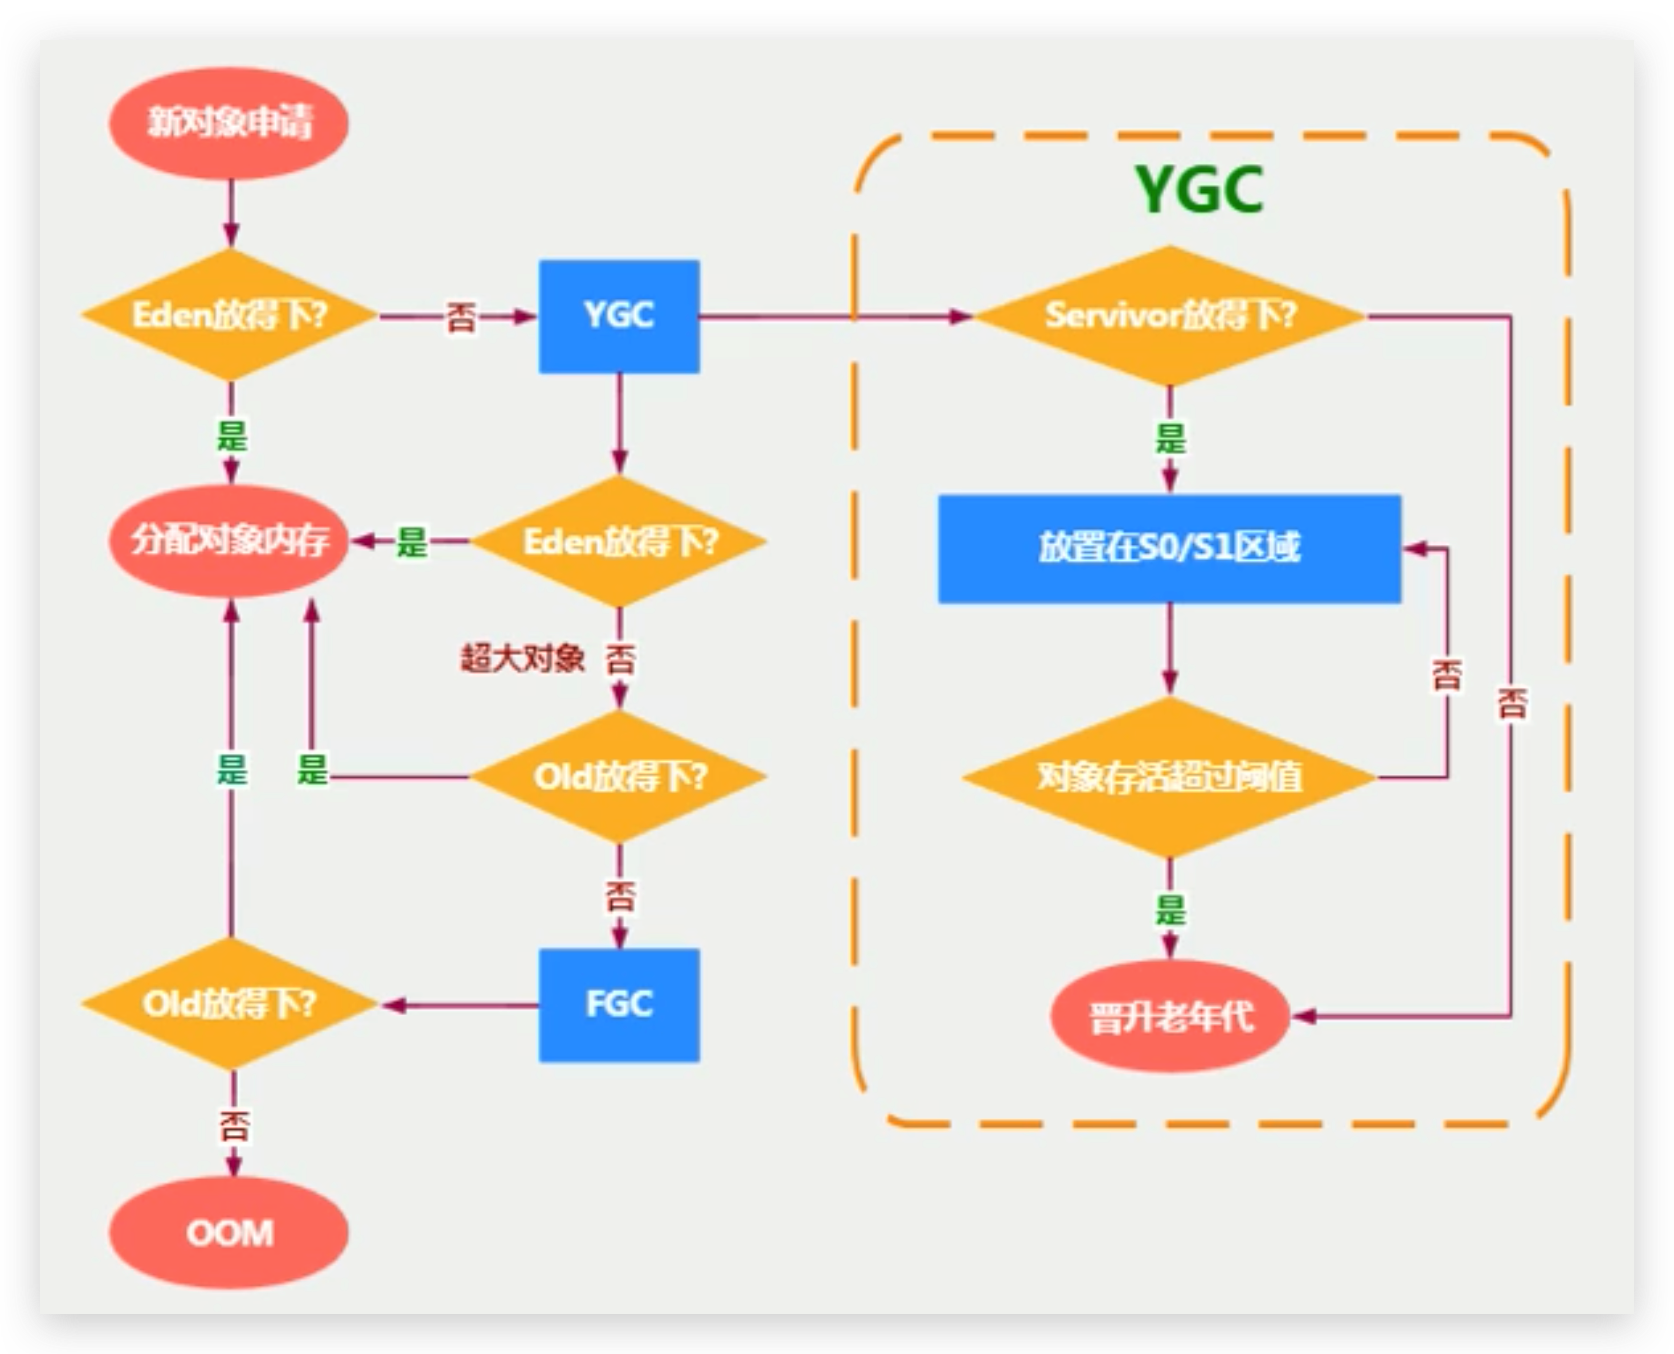 新对象申请
YGC
Eden放得下?
否
YGC
Servivor放得下?
是
是
分配对象内存
是
Eden放得下?
放置在S0/S1区域
超大对象
否
否
否
是
是
Old放得下?
对象存活超过阈值
否
是
Old放得下?
FGC
晋升老年代
否
OOM